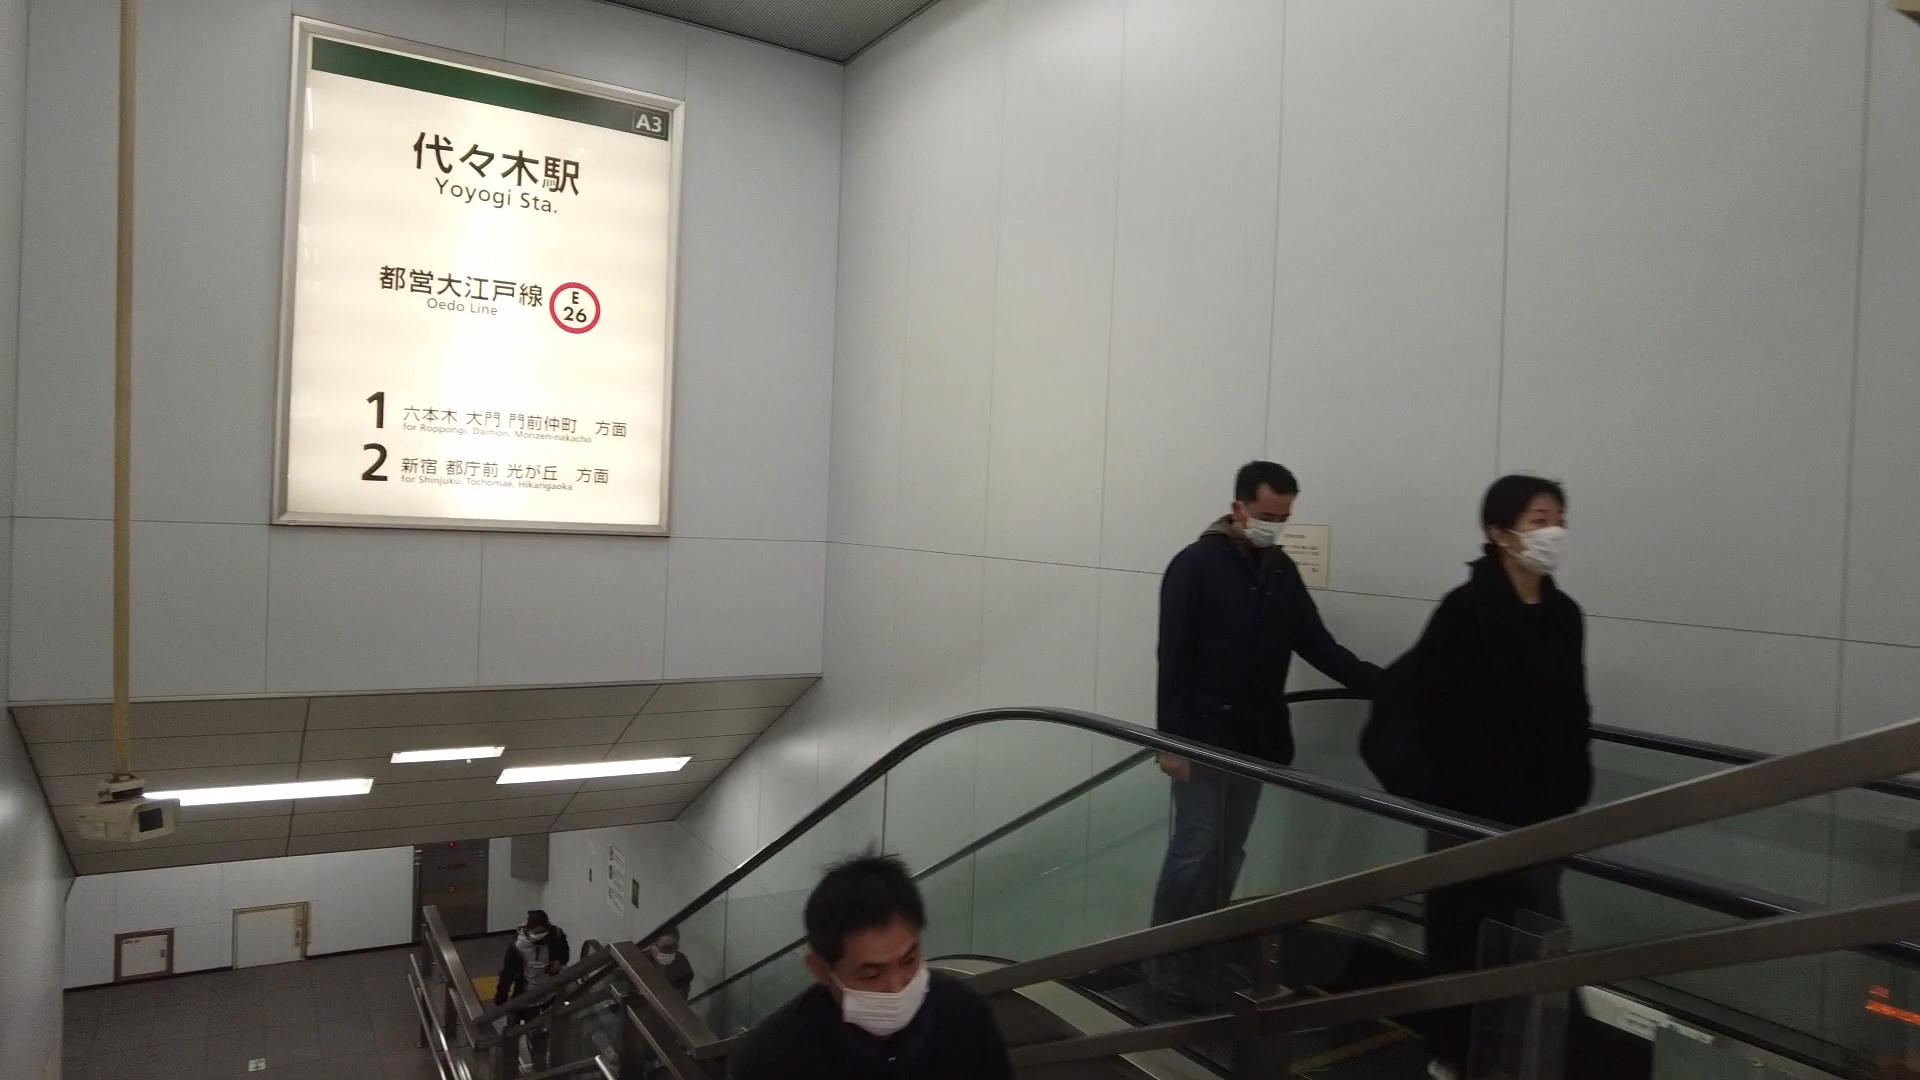 A3
代々木駅
Yoyogi Sta.
都営大江戸線
Oedo Line
E
26
1 六本木 大門 門前仲町 方面
for Roppongi, Daimon, Monzen-nakacho
2 新宿 都庁前 光が丘 方面
for Shinjuku, Tochomae, Hikarigaoka